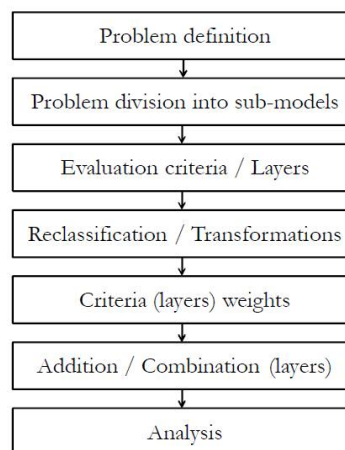 Problem definition
Problem division into sub-models
Evaluation criteria / Layers
Reclassification / Transformations
Criteria (layers) weights
Addition / Combination (layers)
Analysis